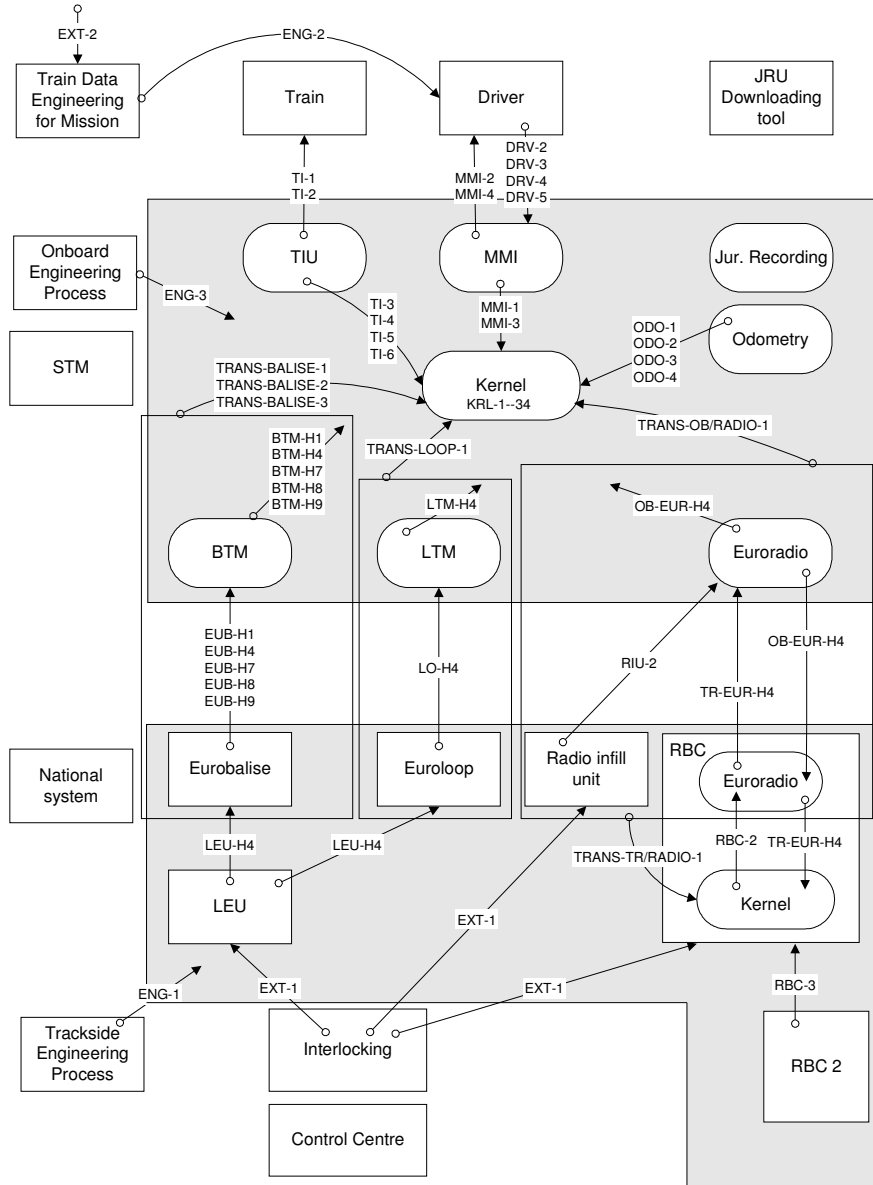 EXT-2
ENG-2
Train Data
Engineering
for Mission
Train
Driver
JRU
Downloading
tool
TI-1
TI-2
MMI-2
MMI-4
DRV-2
DRV-3
DRV-4
DRV-5
Onboard
Engineering
Process
ENG-3
TIU
MMI
Jur. Recording
TI-3
TI-4
TI-5
TI-6
MMI-1
MMI-3
ODO-1
ODO-2
ODO-3
ODO-4
Odometry
STM
TRANS-BALISE-1
TRANS-BALISE-2
TRANS-BALISE-3
Kernel
KRL-1--34
BTM-H1
BTM-H4
BTM-H7
BTM-H8
BTM-H9
TRANS-LOOP-1
TRANS-OB/RADIO-1
LTM-H4
OB-EUR-H4
BTM
LTM
Euroradio
EUB-H1
EUB-H4
EUB-H7
EUB-H8
EUB-H9
LO-H4
RIU-2
OB-EUR-H4
TR-EUR-H4
National
system
Eurobalise
Euroloop
Radio infill
unit
RBC
Euroradio
LEU-H4
LEU-H4
TRANS-TR/RADIO-1
RBC-2
TR-EUR-H4
LEU
Kernel
EXT-1
ENG-1
EXT-1
EXT-1
RBC-3
Trackside
Engineering
Process
Interlocking
RBC 2
Control Centre